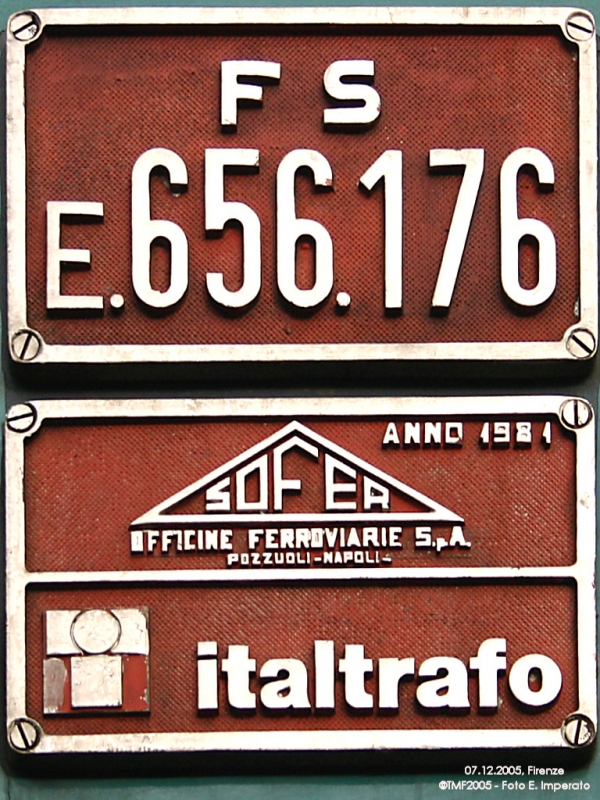 FS
E.656.176
ANNO 1981
SOFER
OFFICINE FERROVIARIE S.p.A.
POZZUOLI-NAPOLI-
italtrafo
07.12.2005, Firenze
©TMF2005 - Foto E. Imperato